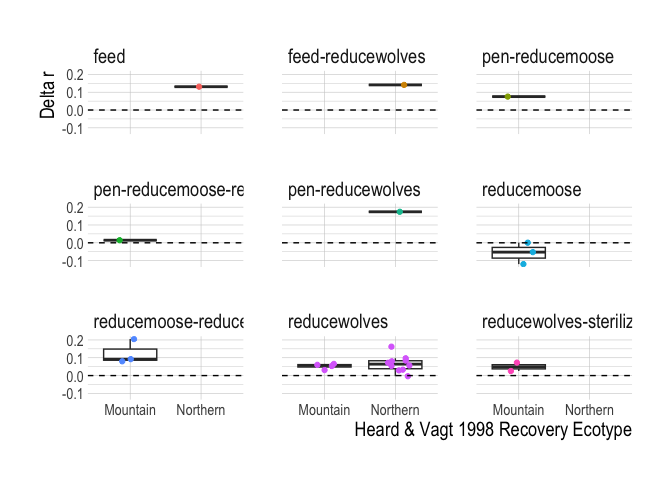 feed feed-reducewolves pen-reducemoose
Delta r
0.2
0.1
0.0
-0.1
pen-reducemoose-re pen-reducewolves reducemoose
0.2
0.1
0.0
-0.1
reducemoose-reduce reducewolves reducewolves-steriliz
0.2
0.1
0.0
-0.1
Mountain Northern Mountain Northern Mountain Northern
Heard & Vagt 1998 Recovery Ecotype